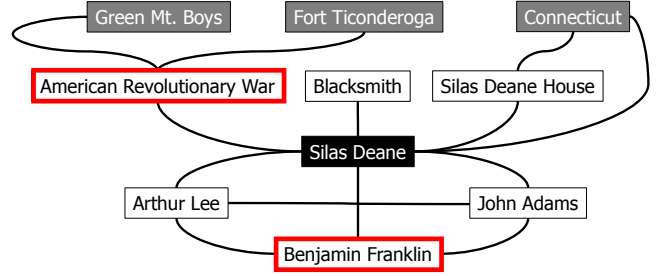 Green Mt. Boys
Fort Ticonderoga
Connecticut
American Revolutionary War
Blacksmith
Silas Deane House
Silas Deane
Arthur Lee
John Adams
Benjamin Franklin